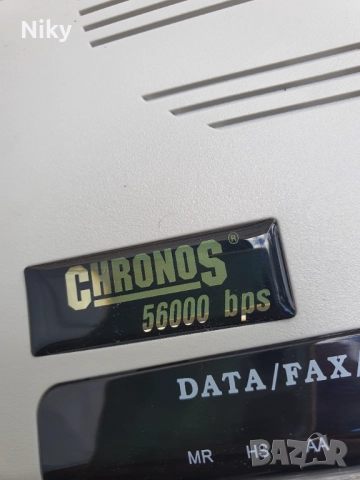 Niky
CHRONOS®
56000 bps
DATA/FAX/
MR HS AA
BAZAR